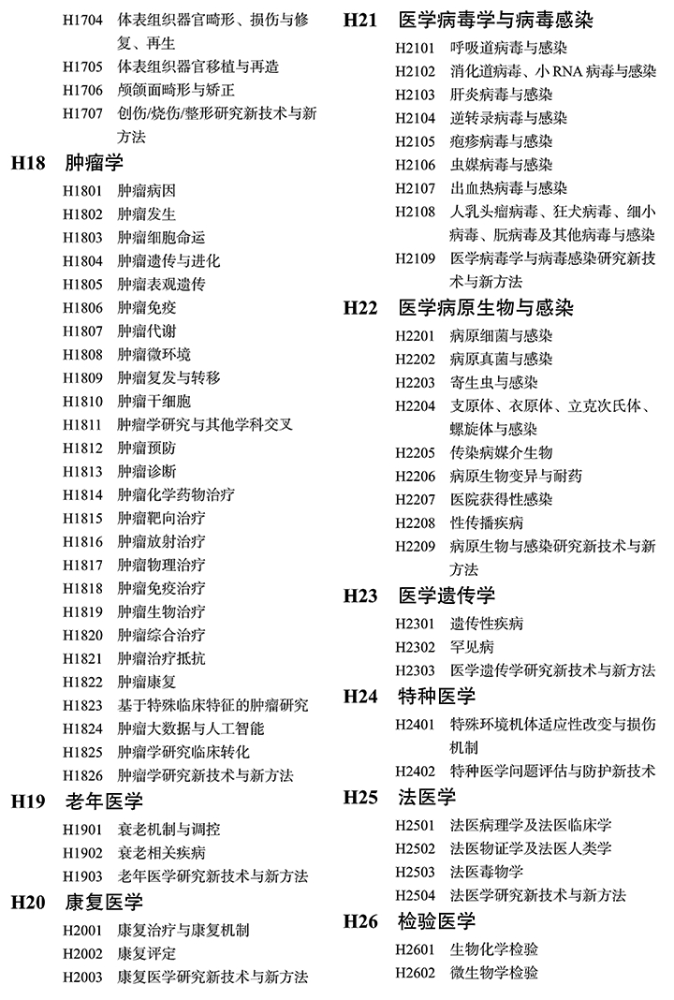 H1704 体表组织器官畸形、损伤与修
复、再生
H1705 体表组织器官移植与再造
H1706 颅颌面畸形与矫正
H1707 创伤/烧伤/整形研究新技术与新
方法
H18 肿瘤学
H1801 肿瘤病因
H1802 肿瘤发生
H1803 肿瘤细胞命运
H1804 肿瘤遗传与进化
H1805 肿瘤表观遗传
H1806 肿瘤免疫
H1807 肿瘤代谢
H1808 肿瘤微环境
H1809 肿瘤复发与转移
H1810 肿瘤干细胞
H1811 肿瘤学研究与其他学科交叉
H1812 肿瘤预防
H1813 肿瘤诊断
H1814 肿瘤化学药物治疗
H1815 肿瘤靶向治疗
H1816 肿瘤放射治疗
H1817 肿瘤物理治疗
H1818 肿瘤免疫治疗
H1819 肿瘤生物治疗
H1820 肿瘤综合治疗
H1821 肿瘤治疗抵抗
H1822 肿瘤康复
H1823 基于特殊临床特征的肿瘤研究
H1824 肿瘤大数据与人工智能
H1825 肿瘤学研究临床转化
H1826 肿瘤学研究新技术与新方法
H19 老年医学
H1901 衰老机制与调控
H1902 衰老相关疾病
H1903 老年医学研究新技术与新方法
H20 康复医学
H2001 康复治疗与康复机制
H2002 康复评定
H2003 康复医学研究新技术与新方法
H21 医学病毒学与病毒感染
H2101 呼吸道病毒与感染
H2102 消化道病毒、小RNA病毒与感染
H2103 肝炎病毒与感染
H2104 逆转录病毒与感染
H2105 疱疹病毒与感染
H2106 虫媒病毒与感染
H2107 出血热病毒与感染
H2108 人乳头瘤病毒、狂犬病毒、细小
病毒、朊病毒及其他病毒与感染
H2109 医学病毒学与病毒感染研究新技
术与新方法
H22 医学病原生物与感染
H2201 病原细菌与感染
H2202 病原真菌与感染
H2203 寄生虫与感染
H2204 支原体、衣原体、立克次氏体、
螺旋体与感染
H2205 传染病媒介生物
H2206 病原生物变异与耐药
H2207 医院获得性感染
H2208 性传播疾病
H2209 病原生物与感染研究新技术与新
方法
H23 医学遗传学
H2301 遗传性疾病
H2302 罕见病
H2303 医学遗传学研究新技术与新方法
H24 特种医学
H2401 特殊环境机体适应性改变与损伤
机制
H2402 特种医学问题评估与防护新技术
H25 法医学
H2501 法医病理学及法医临床学
H2502 法医物证学及法医人类学
H2503 法医毒物学
H2504 法医学研究新技术与新方法
H26 检验医学
H2601 生物化学检验
H2602 微生物学检验